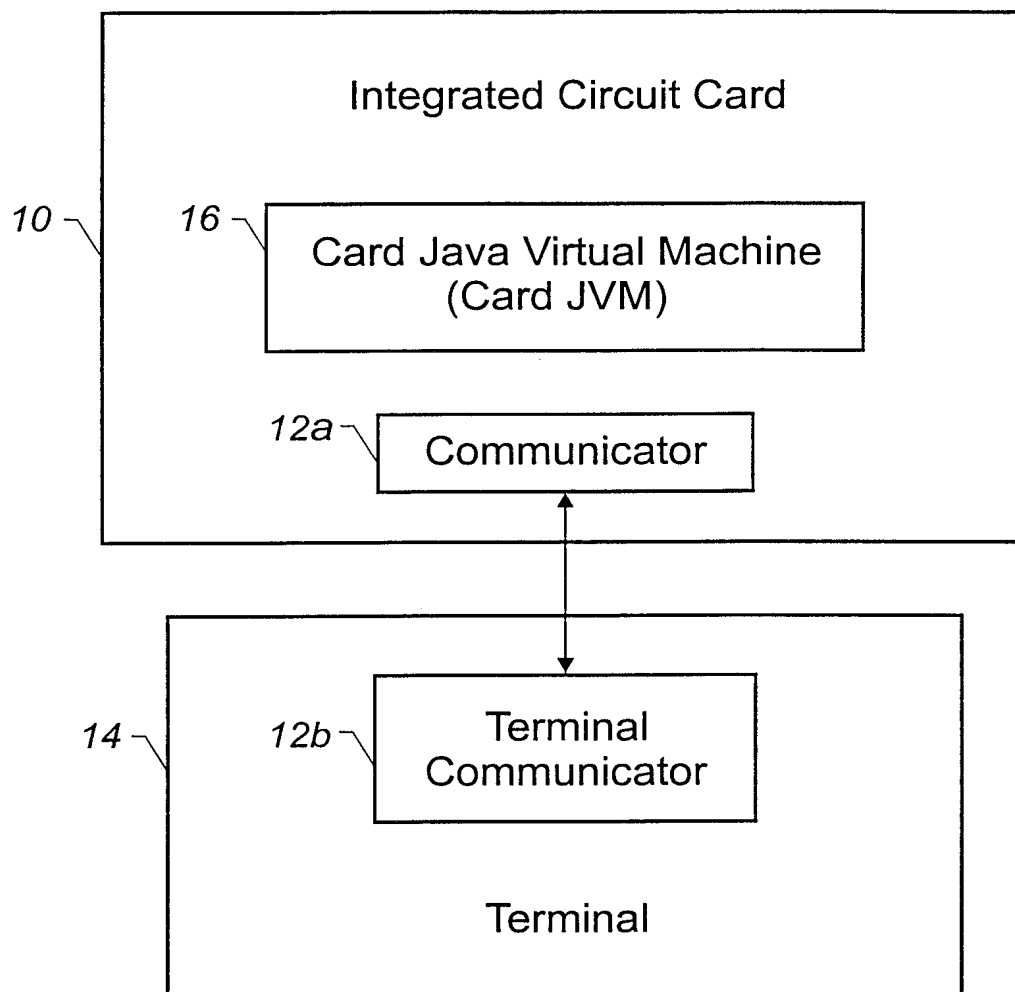 Integrated Circuit Card
10
16
Card Java Virtual Machine
(Card JVM)
12a
Communicator
14
12b
Terminal
Communicator
Terminal